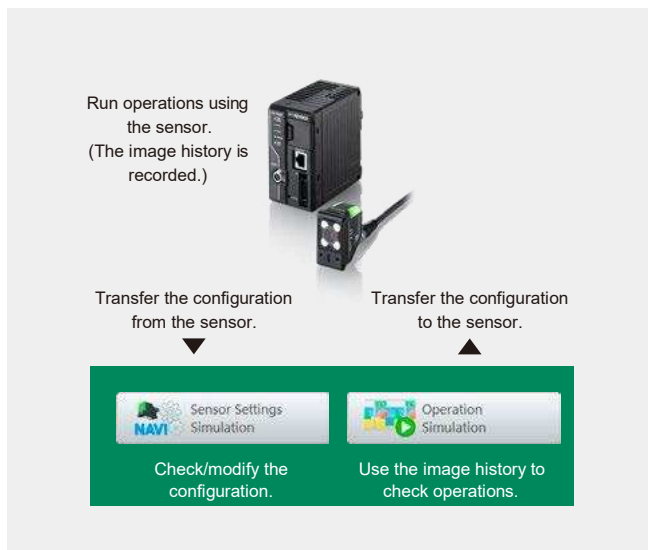 Run operations using
the sensor.
(The image history is
recorded.)
Transfer the configuration
from the sensor.
Transfer the configuration
to the sensor.
NAVI
Sensor Settings
Simulation
Operation
Simulation
Check/modify the
configuration.
Use the image history to
check operations.